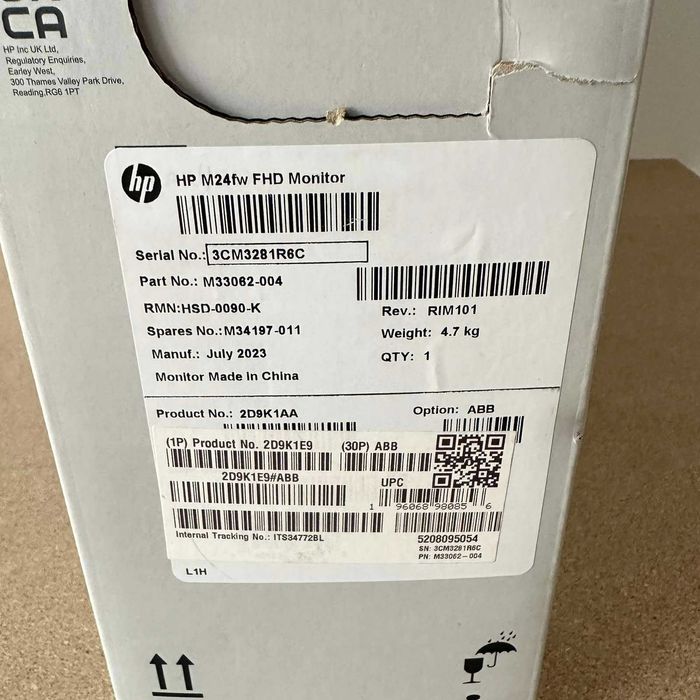 CA
HP Inc UK Ltd,
Regulatory Enquiries,
Earley West,
300 Thames Valley Park Drive,
Reading,RG6 1PT
hp
HP M24fw FHD Monitor
Serial No.: 3CM3281R6C
Part No.: M33062-004
RMN:HSD-0090-K
Rev.: RIM101
Spares No.:M34197-011
Weight: 4.7 kg
Manuf.: July 2023
QTY: 1
Monitor Made in China
Product No.: 2D9K1AA
Option: ABB
(1P) Product No. 2D9K1E9
(30P) ABB
2D9K1E9#ABB
UPC
1 96068 98085 6
Internal Tracking No.: ITS34772BL
5208095054
SN: 3CM3281R6C
PN: M33062-004
L1H